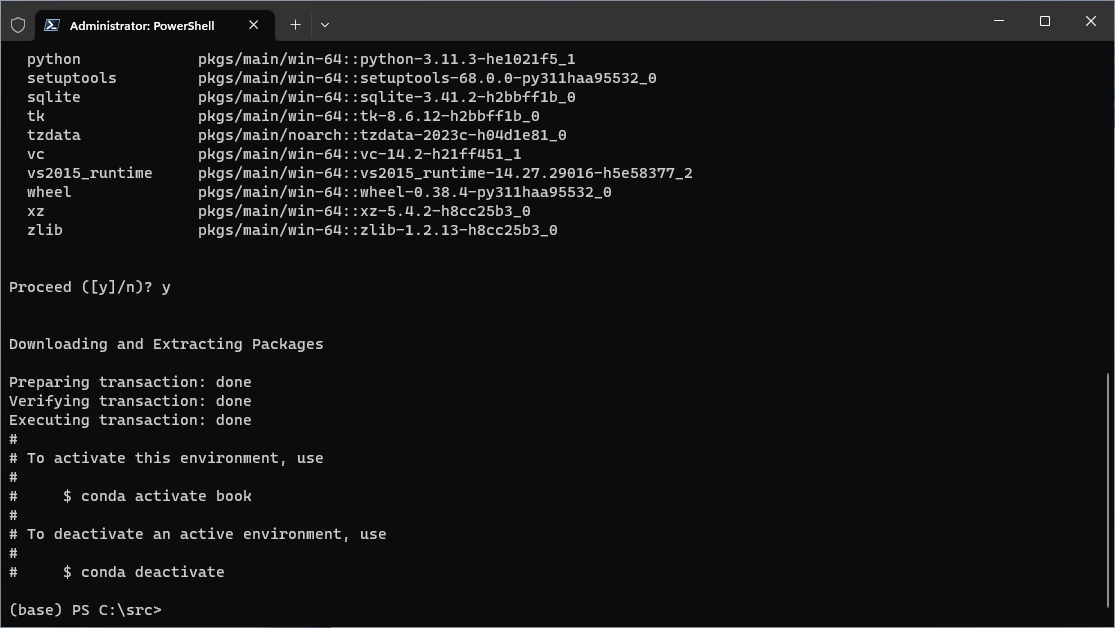 Administrator: PowerShell
python pkgs/main/win-64::python-3.11.3-he1021f5_1
setuptools pkgs/main/win-64::setuptools-68.0.0-py311haa95532_0
sqlite pkgs/main/win-64::sqlite-3.41.2-h2bbff1b_0
tk pkgs/main/win-64::tk-8.6.12-h2bbff1b_0
tzdata pkgs/main/noarch::tzdata-2023c-h04d1e81_0
vc pkgs/main/win-64::vc-14.2-h21ff451_1
vs2015_runtime pkgs/main/win-64::vs2015_runtime-14.27.29016-h5e58377_2
wheel pkgs/main/win-64::wheel-0.38.4-py311haa95532_0
xz pkgs/main/win-64::xz-5.4.2-h8cc25b3_0
zlib pkgs/main/win-64::zlib-1.2.13-h8cc25b3_0
Proceed ([y]/n)? y
Downloading and Extracting Packages
Preparing transaction: done
Verifying transaction: done
Executing transaction: done
#
# To activate this environment, use
#
#     $ conda activate book
#
# To deactivate an active environment, use
#
#     $ conda deactivate
(base) PS C:\src>